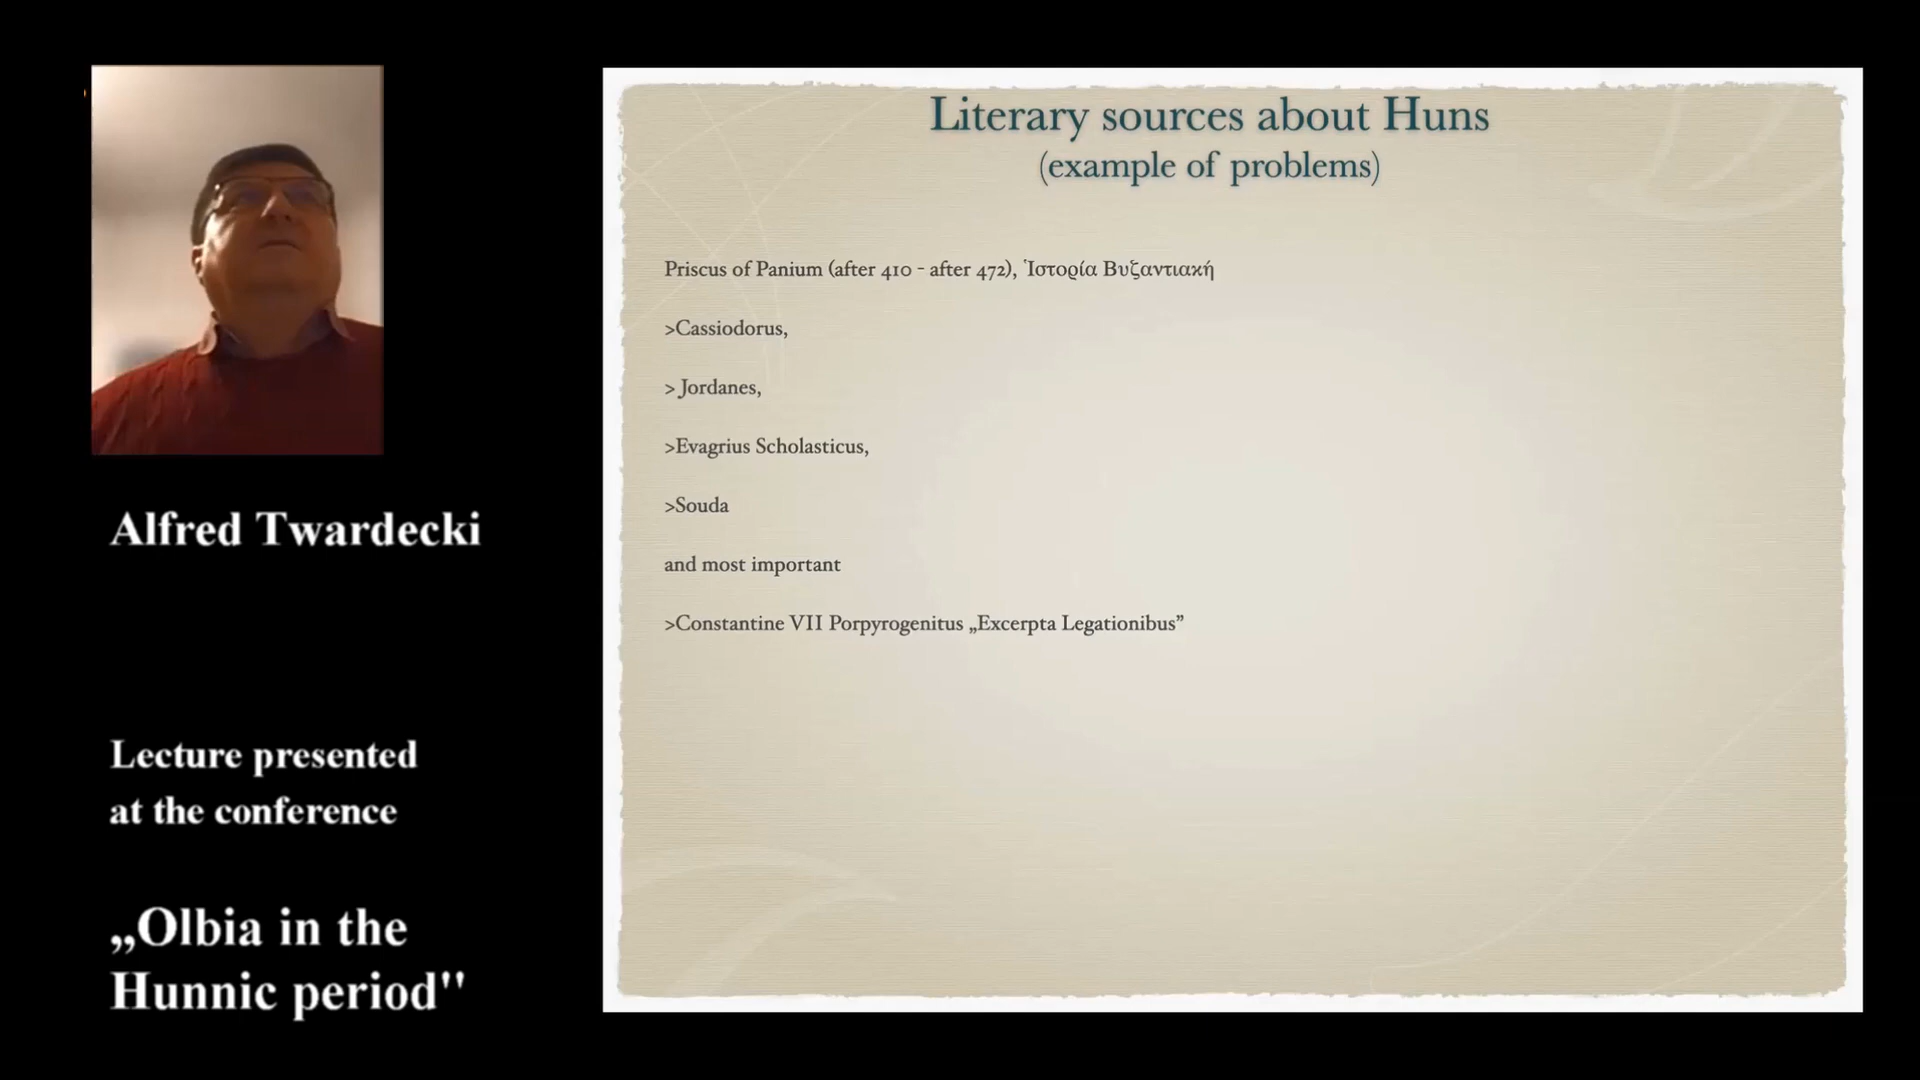 Alfred Twardecki
Lecture presented
at the conference
„Olbia in the
Hunnic period"
Literary sources about Huns
(example of problems)
Priscus of Panium (after 410 - after 472), Ἱστορία Βυζαντιακή
>Cassiodorus,
> Jordanes,
>Evagrius Scholasticus,
>Souda
and most important
>Constantine VII Porpyrogenitus „Excerpta Legationibus”